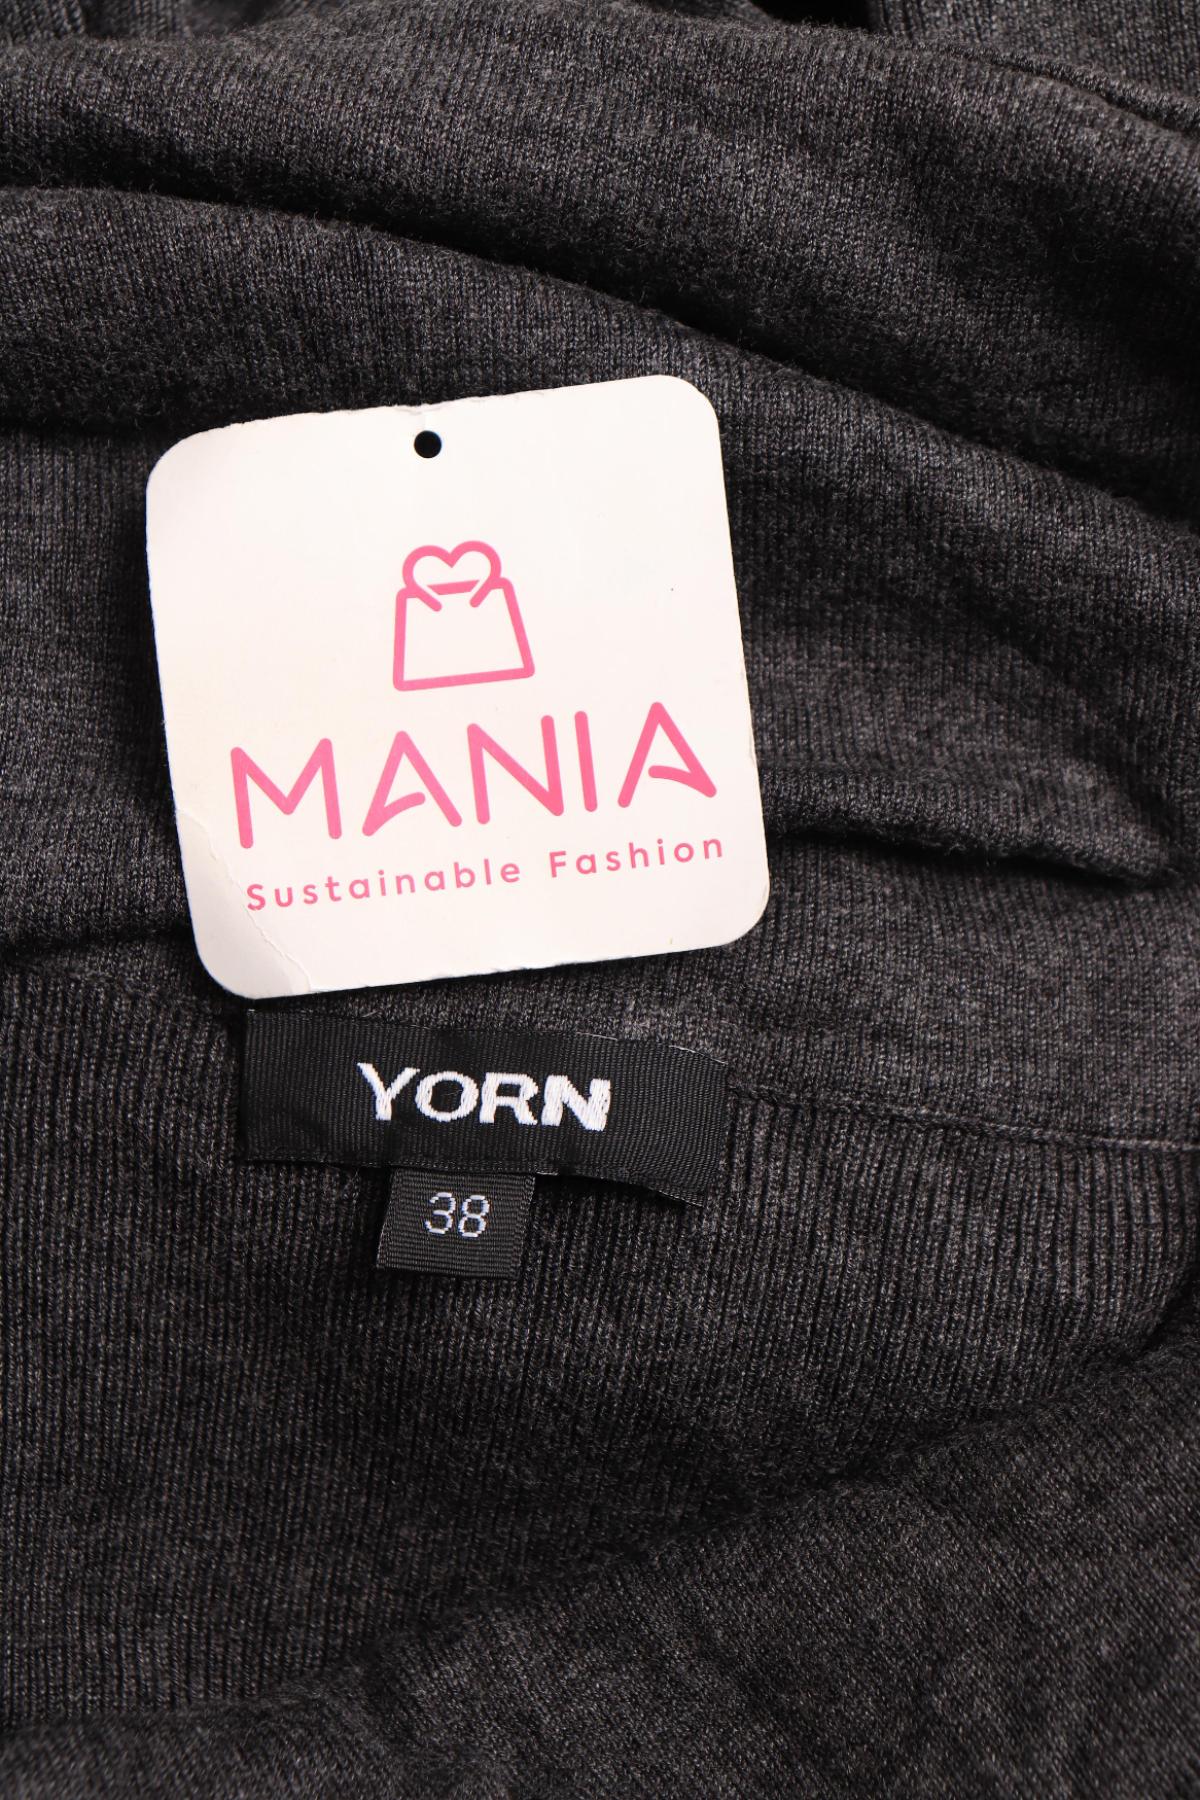 MANIA
Sustainable Fashion
YORN
38